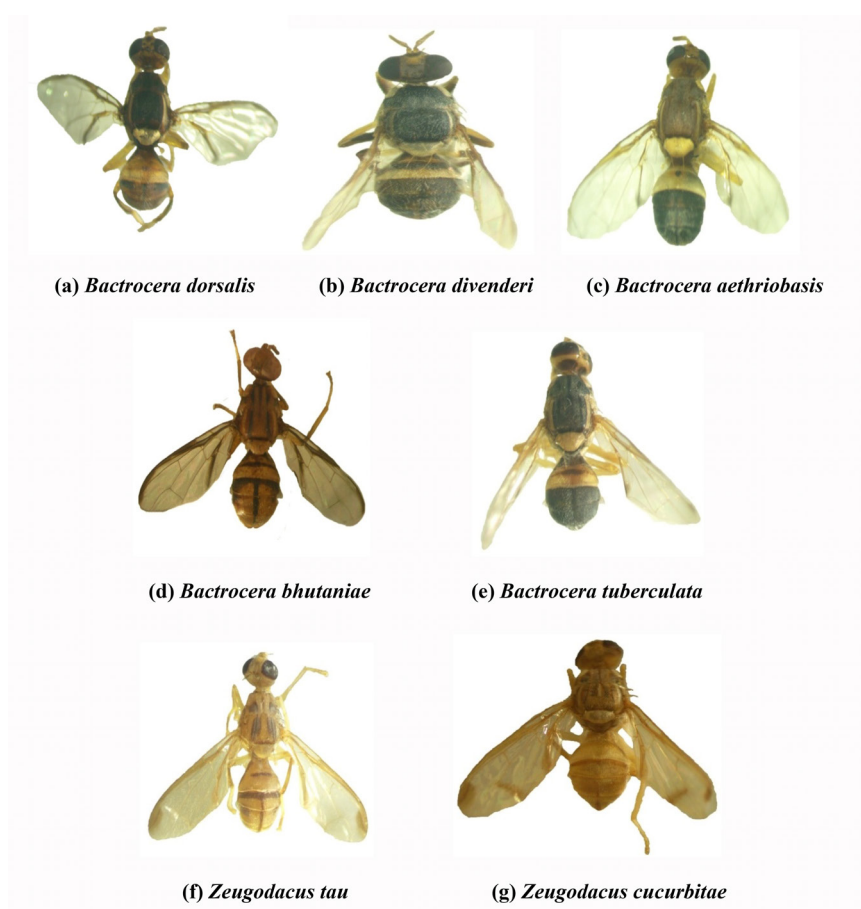 (a) Bactrocera dorsalis
(b) Bactrocera divenderi
(c) Bactrocera aethriobasis
(d) Bactrocera bhutaniae
(e) Bactrocera tuberculata
(f) Zeugodacus tau
(g) Zeugodacus cucurbitae